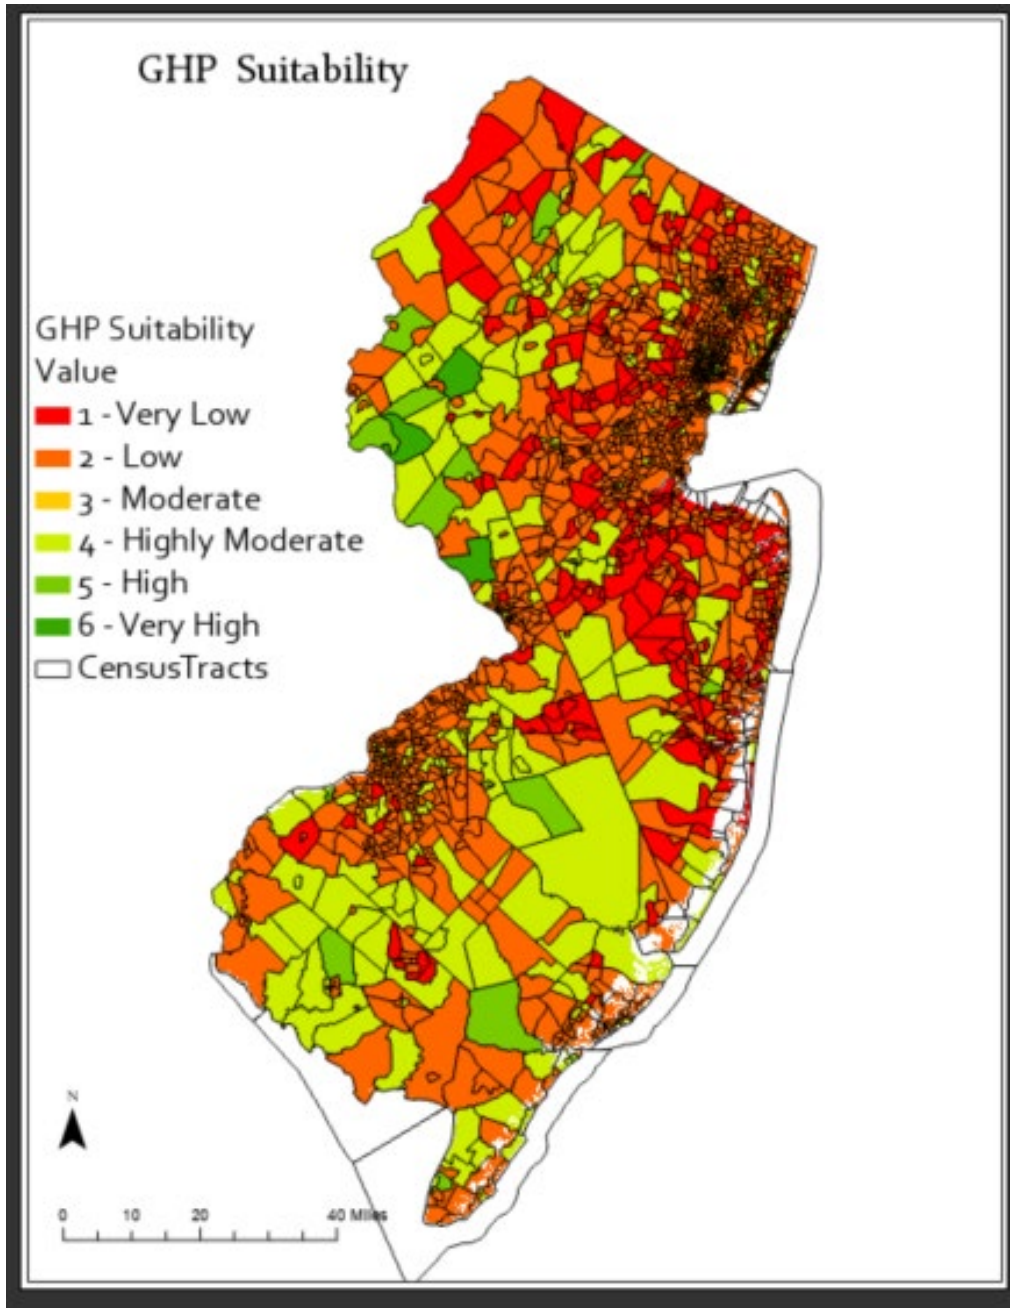 GHP Suitability
GHP Suitability
Value
1 - Very Low
2 - Low
3 - Moderate
4 - Highly Moderate
5 - High
6 - Very High
CensusTracts
N
0 10 20 40 Miles